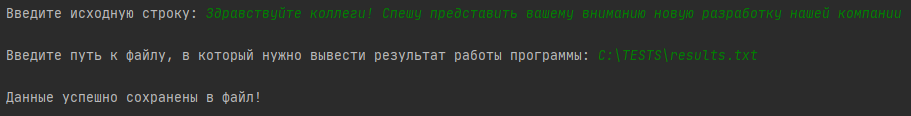 Введите исходную строку: Здравствуйте коллеги! Спешу представить вашему вниманию новую разработку нашей компании
Введите путь к файлу, в который нужно вывести результат работы программы: C:\TESTS\results.txt
Данные успешно сохранены в файл!